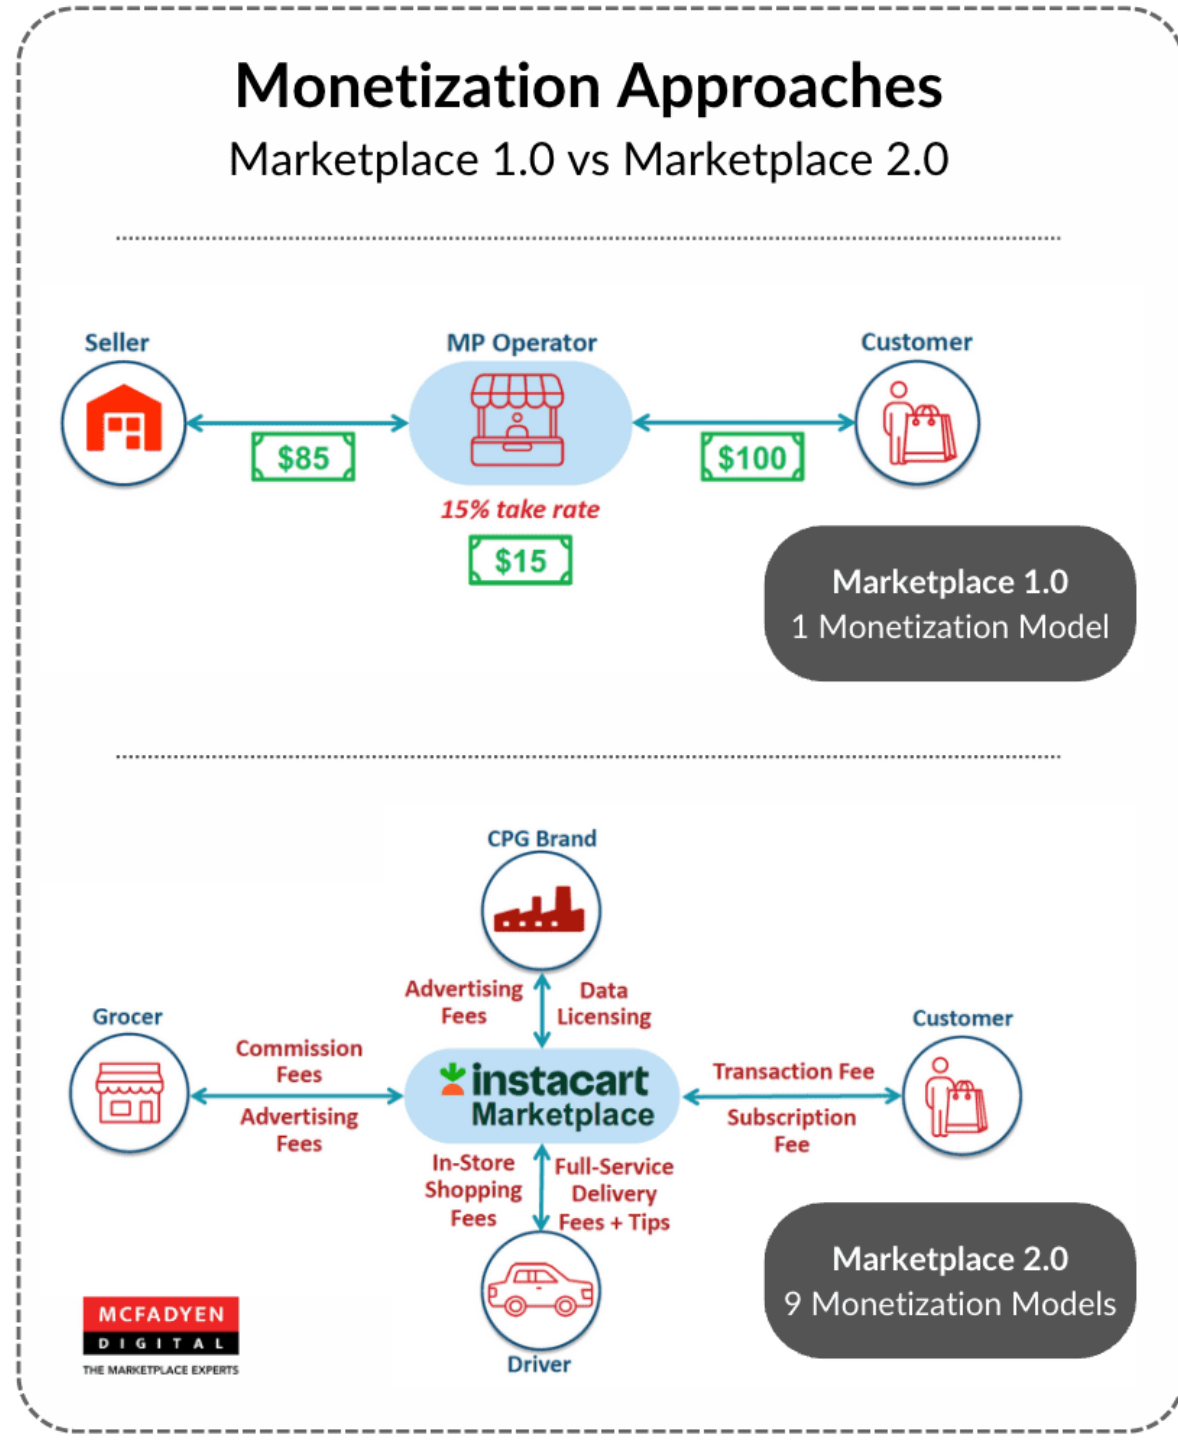 Monetization Approaches
Marketplace 1.0 vs Marketplace 2.0
Seller
MP Operator
Customer
$85
$100
15% take rate
$15
Marketplace 1.0
1 Monetization Model
CPG Brand
Advertising
Fees
Data
Licensing
Grocer
Customer
Commission
Fees
Advertising
Fees
instacart
Marketplace
Transaction Fee
Subscription
Fee
In-Store
Shopping
Fees
Full-Service
Delivery
Fees + Tips
Driver
Marketplace 2.0
9 Monetization Models
MCFADYEN
DIGITAL
THE MARKETPLACE EXPERTS